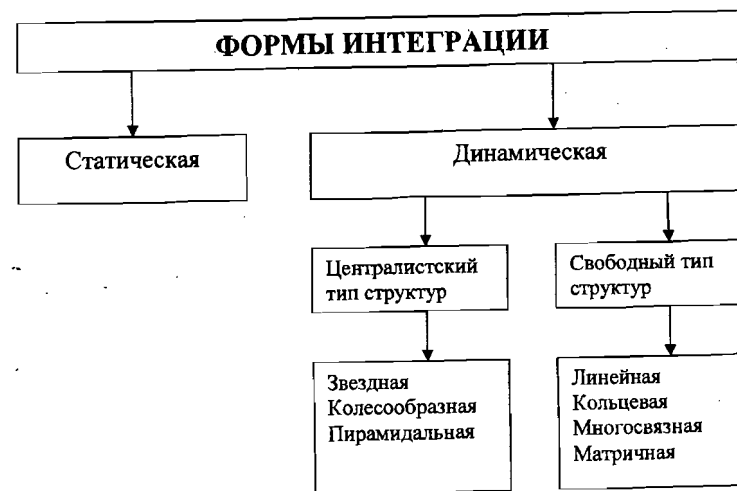 ФОРМЫ ИНТЕГРАЦИИ
Статическая
Динамическая
Централистский
тип структур
Свободный тип
структур
Звездная
Колесообразная
Пирамидальная
Линейная
Кольцевая
Многосвязная
Матричная